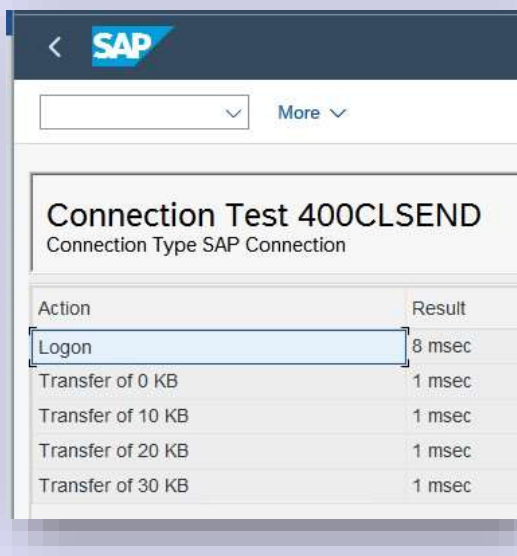 SAP
More
Connection Test 400CLSEND
Connection Type SAP Connection
Action Result
Logon 8 msec
Transfer of 0 KB 1 msec
Transfer of 10 KB 1 msec
Transfer of 20 KB 1 msec
Transfer of 30 KB 1 msec